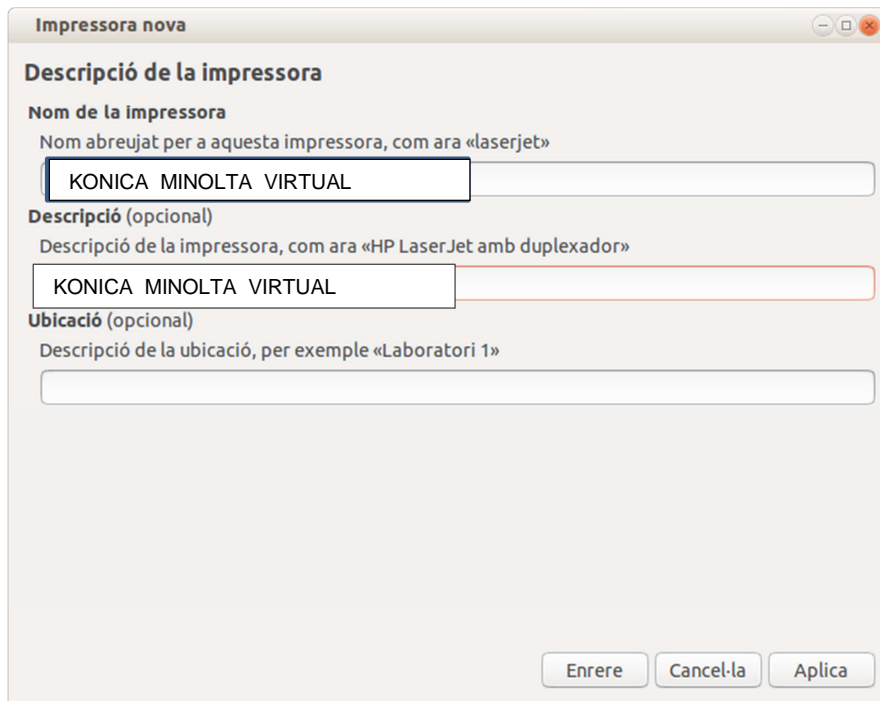 Impressora nova
Descripció de la impressora
Nom de la impressora
Nom abreujat per a aquesta impressora, com ara «laserjet»
KONICA MINOLTA VIRTUAL
Descripció (opcional)
Descripció de la impressora, com ara «HP LaserJet amb duplexador»
KONICA MINOLTA VIRTUAL
Ubicació (opcional)
Descripció de la ubicació, per exemple «Laboratori 1»
Enrere Cancel·la Aplica